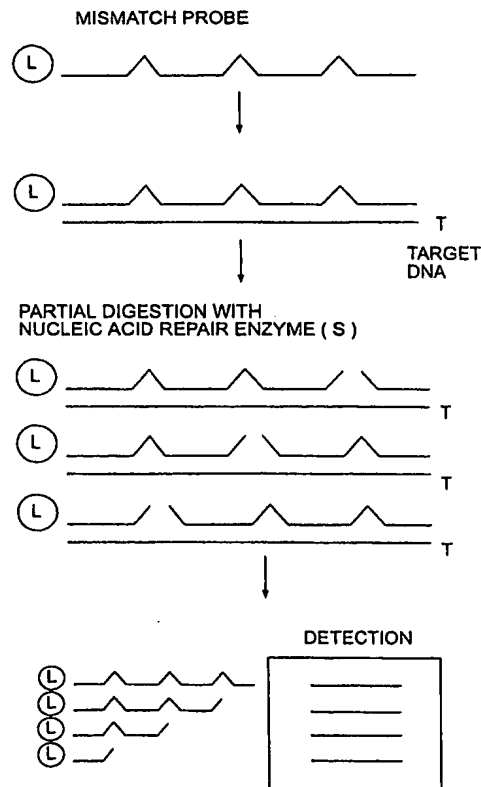 MISMATCH PROBE
L
L
T
TARGET
DNA
PARTIAL DIGESTION WITH
NUCLEIC ACID REPAIR ENZYME ( S )
L
T
L
T
L
T
DETECTION
L
L
L
L